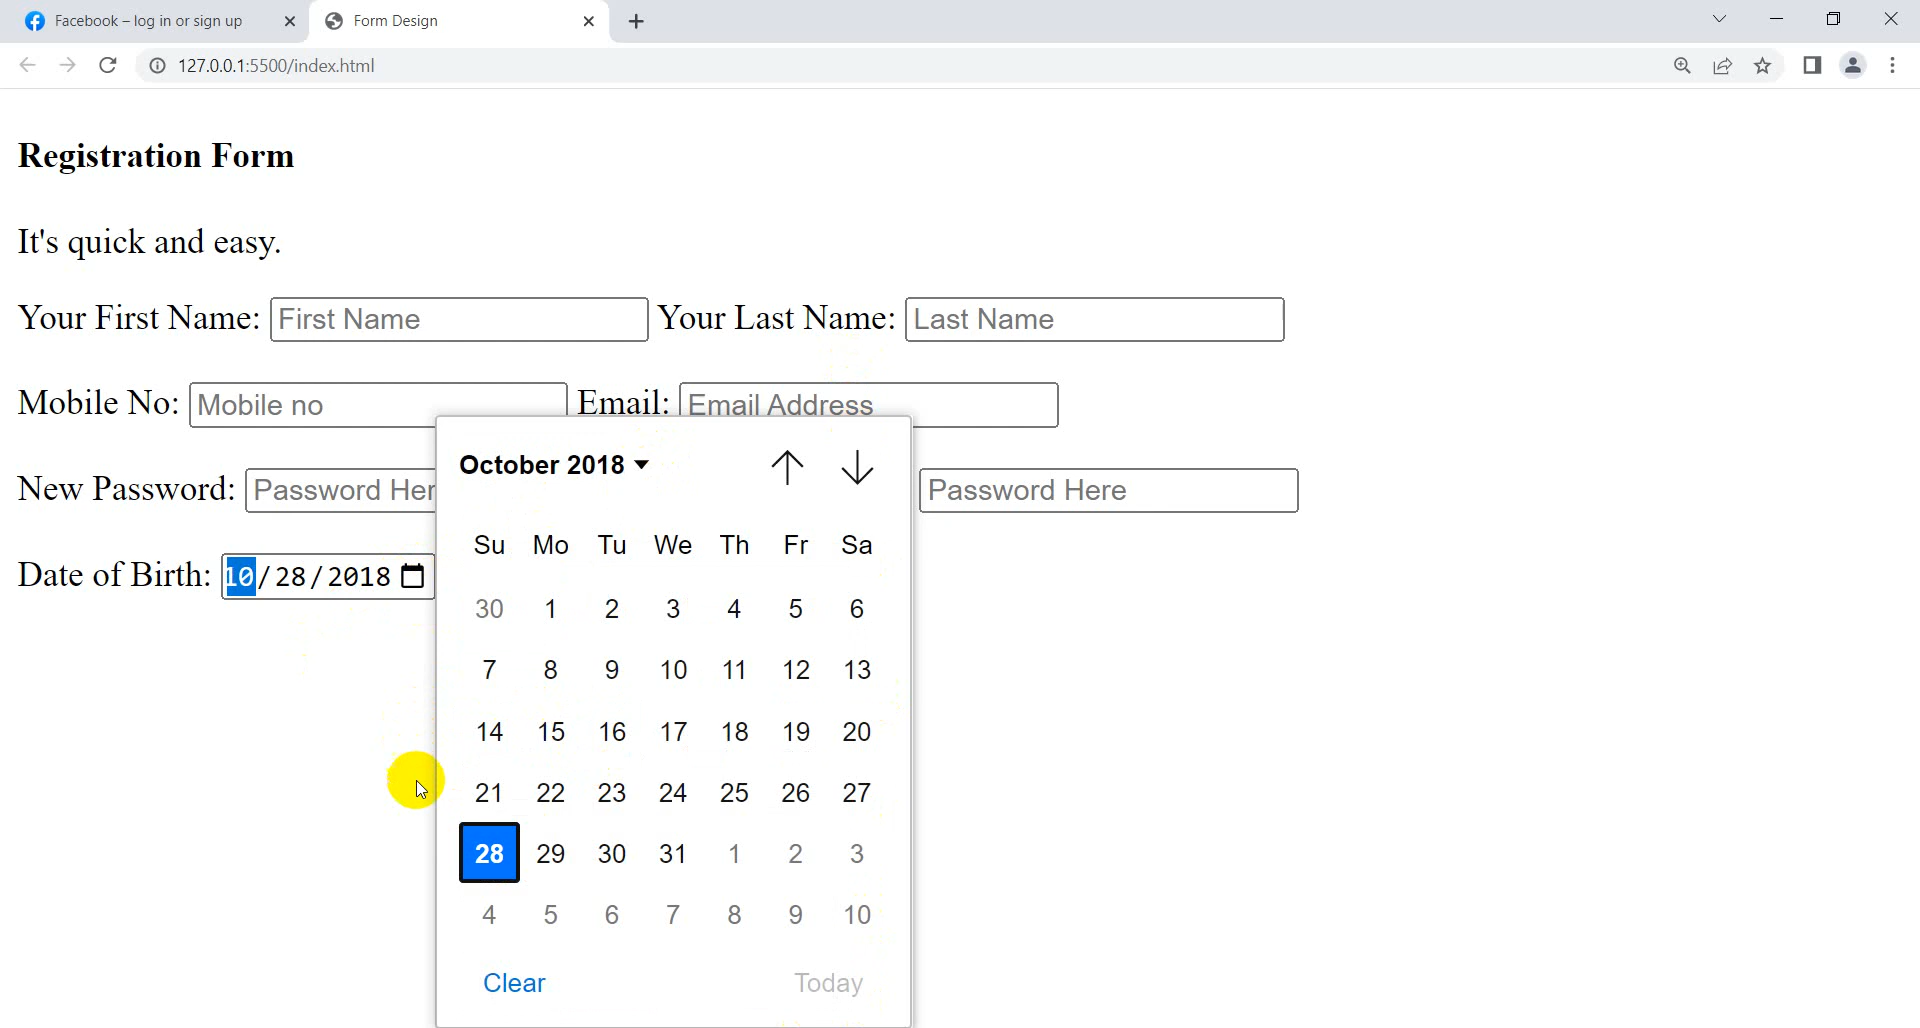 Facebook – log in or sign up
Form Design
127.0.0.1:5500/index.html
Registration Form
It's quick and easy.
Your First Name: First Name Your Last Name: Last Name
Mobile No: Mobile no Email: Email Address
New Password: Password Her Password Here
Date of Birth: 10/28/2018
October 2018
Su Mo Tu We Th Fr Sa
30 1 2 3 4 5 6
7 8 9 10 11 12 13
14 15 16 17 18 19 20
21 22 23 24 25 26 27
28 29 30 31 1 2 3
4 5 6 7 8 9 10
Clear Today